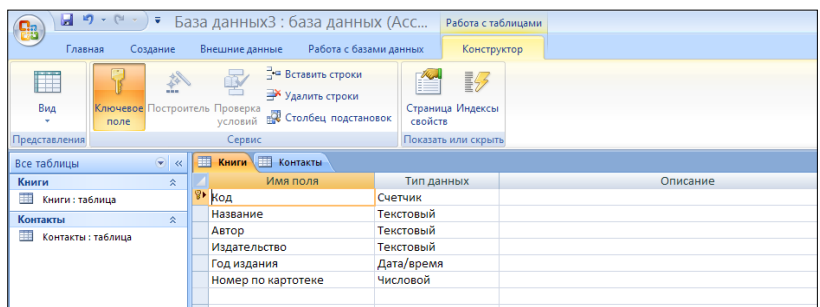 База данных3 : база данных (Acc... Работа с таблицами
Главная Создание Внешние данные Работа с базами данных Конструктор
Вид Ключевое поле Построитель Проверка условий Вставить строки Удалить строки Столбец подстановок Страница свойств Индексы
Представления Сервис Показать или скрыть
Все таблицы Книги Контакты
Книги Имя поля Тип данных Описание
Книги : таблица Код Счетчик
Контакты Название Текстовый
Контакты : таблица Автор Текстовый
Издательство Текстовый
Год издания Дата/время
Номер по картотеке Числовой